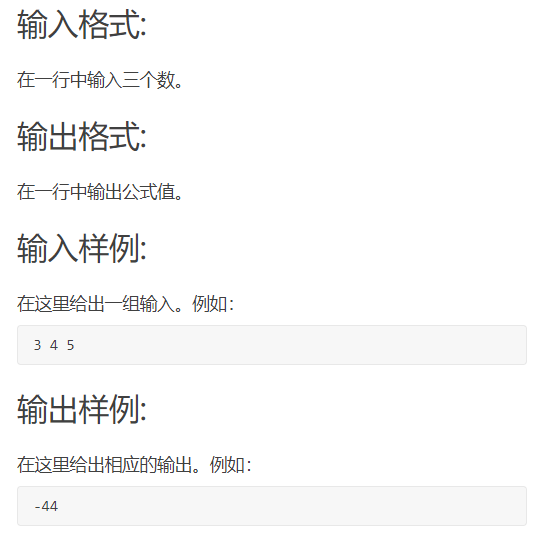 输入格式:
在一行中输入三个数。
输出格式:
在一行中输出公式值。
输入样例:
在这里给出一组输入。例如：
3 4 5
输出样例:
在这里给出相应的输出。例如：
-44